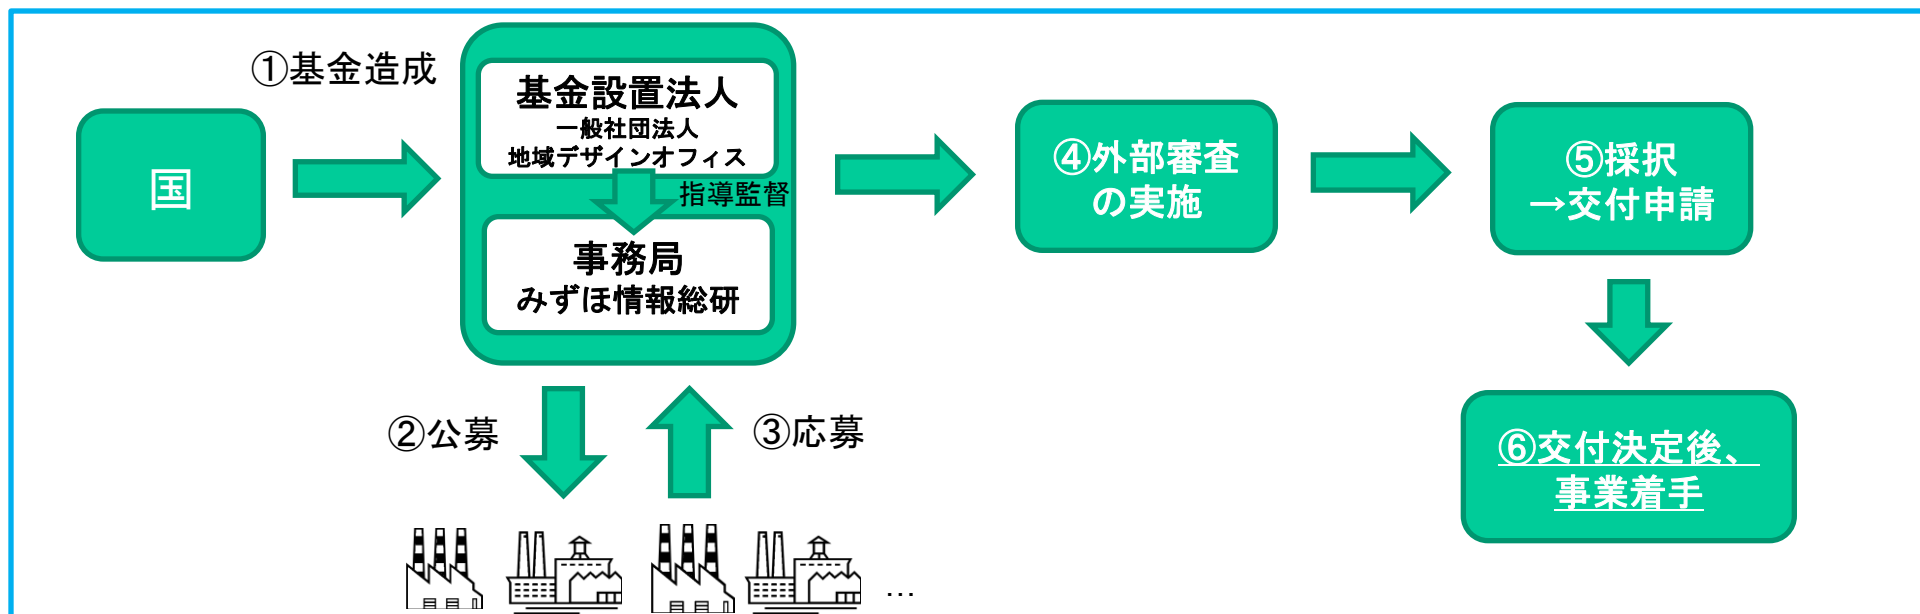 ①基金造成
国
基金設置法人
一般社団法人
地域デザインオフィス
指導監督
事務局
みずほ情報総研
②公募
③応募
…
④外部審査
の実施
⑤採択
→交付申請
⑥交付決定後、
事業着手